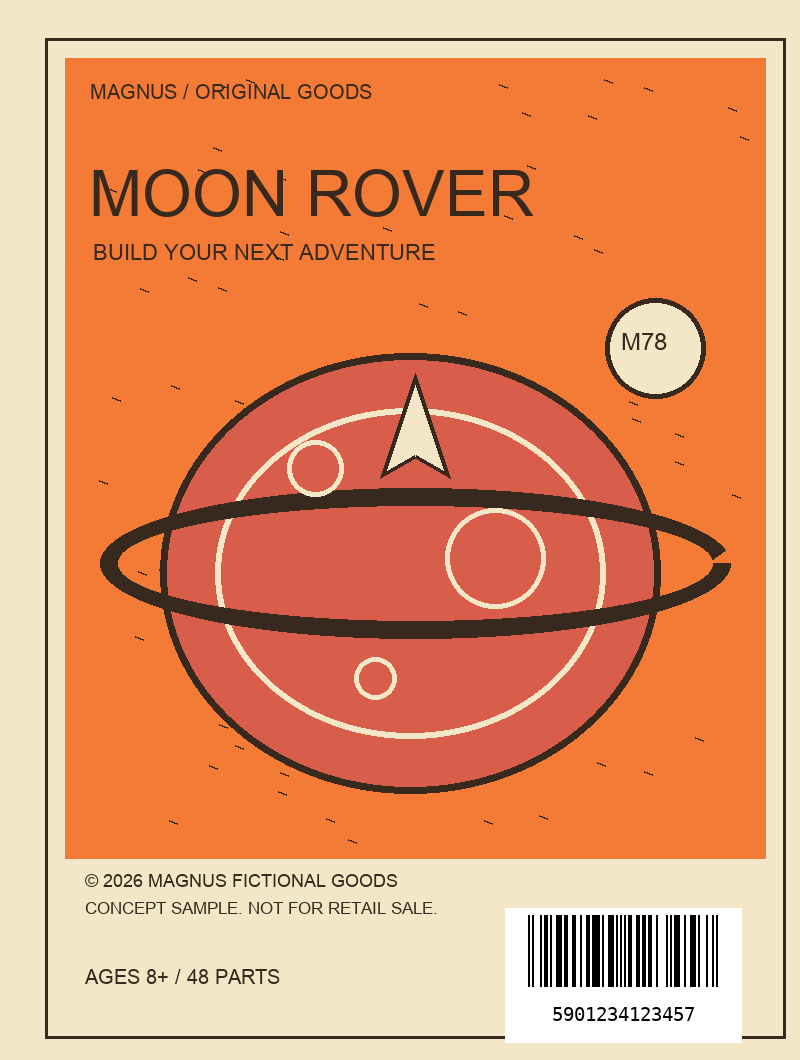 MAGNUS / ORIGINAL GOODS
MOON ROVER
BUILD YOUR NEXT ADVENTURE
M78
© 2026 MAGNUS FICTIONAL GOODS
CONCEPT SAMPLE. NOT FOR RETAIL SALE.
AGES 8+ / 48 PARTS
5901234123457